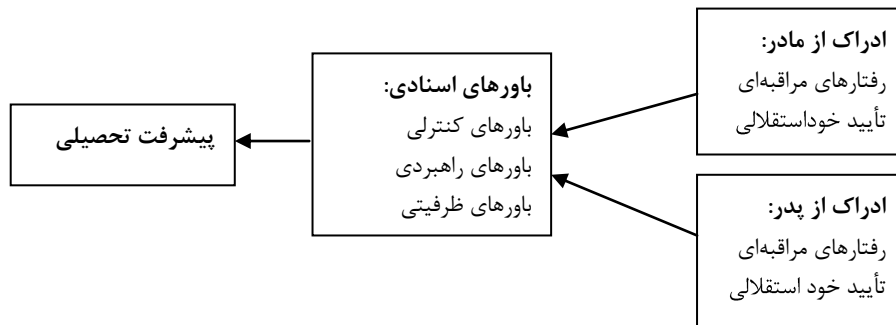 ادراک از مادر:
رفتارهای مراقبه‌ای
تأیید خوداستقلالی
ادراک از پدر:
رفتارهای مراقبه‌ای
تأیید خود استقلالی
باورهای اسنادی:
باورهای کنترلی
باورهای راهبردی
باورهای ظرفیتی
پیشرفت تحصیلی